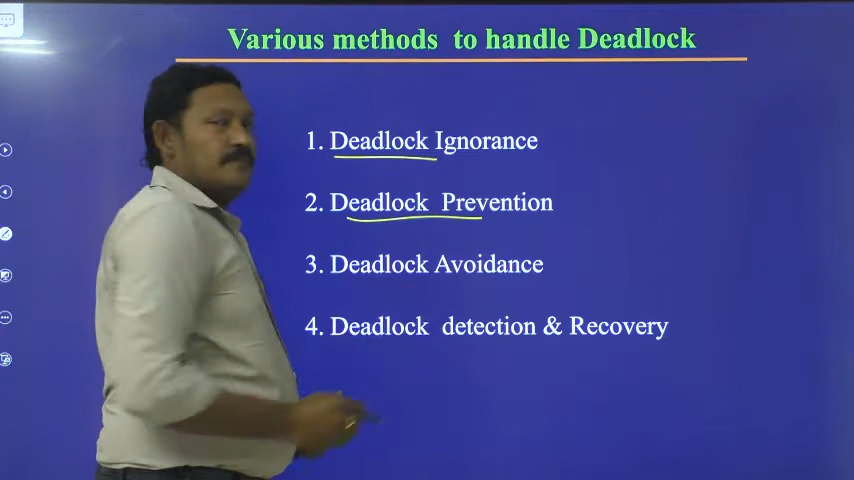 Various methods to handle Deadlock
1. Deadlock Ignorance
2. Deadlock Prevention
3. Deadlock Avoidance
4. Deadlock detection & Recovery